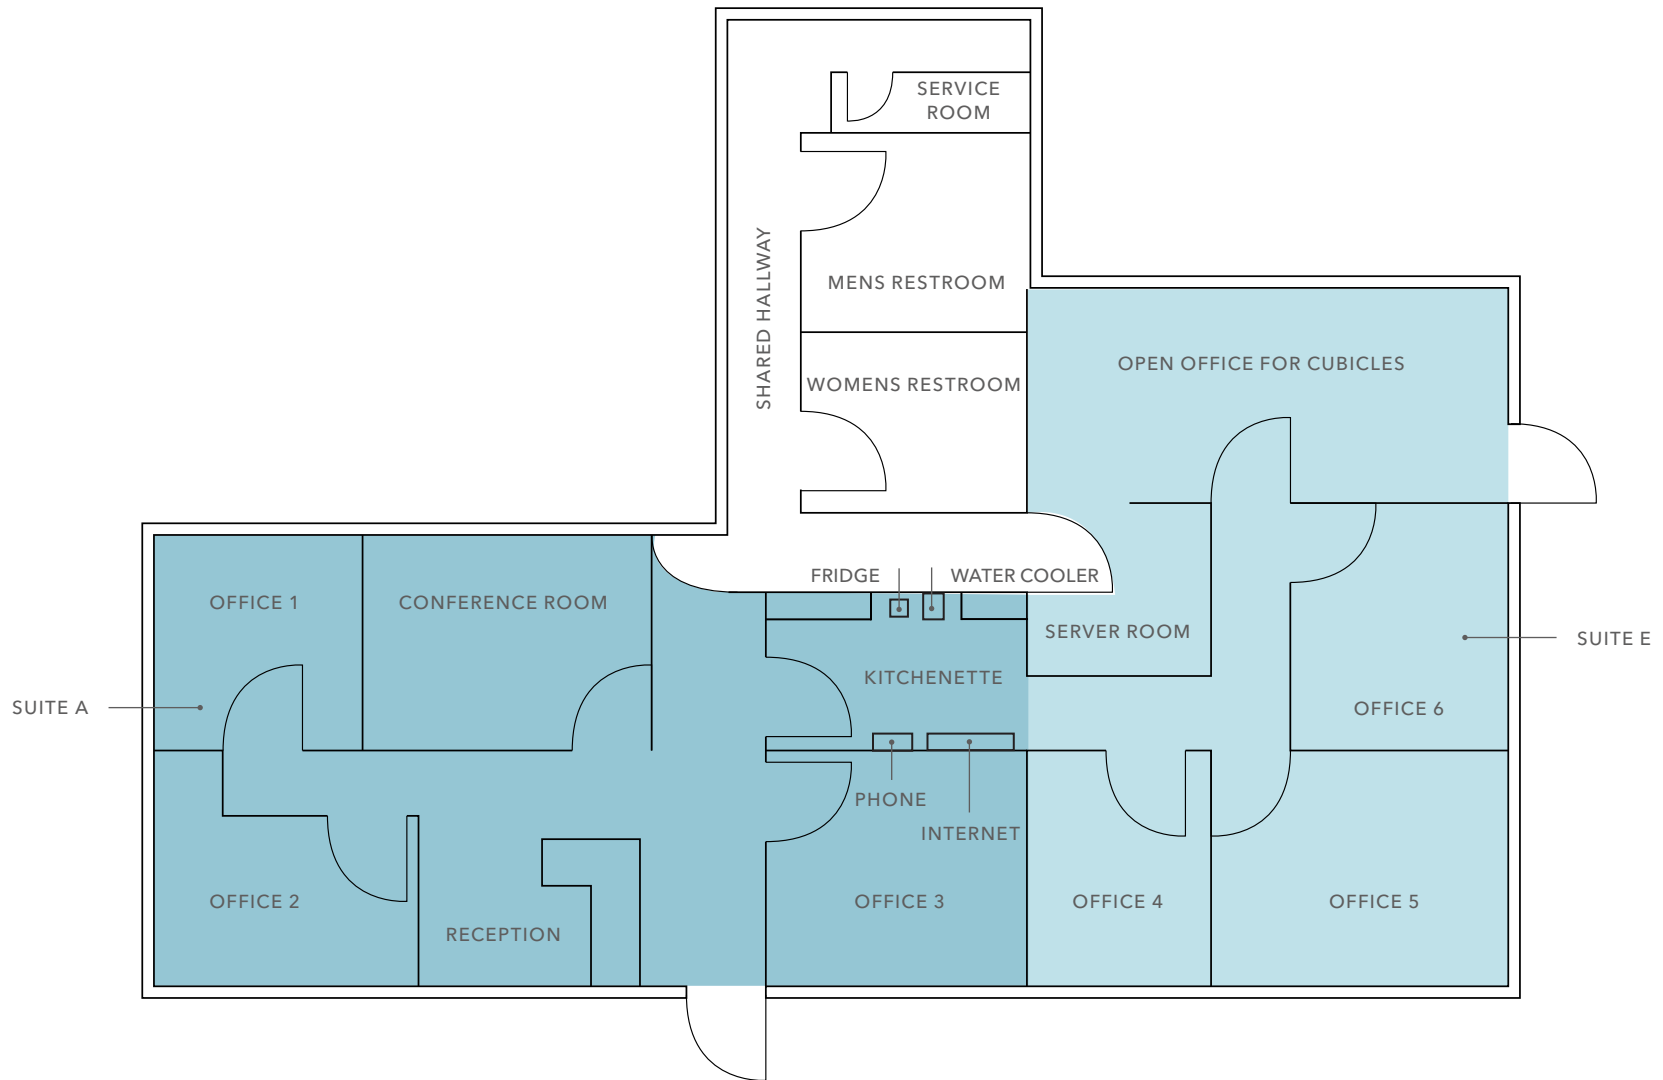 SERVICE
ROOM
SHARED HALLWAY
MENS RESTROOM
WOMENS RESTROOM
OPEN OFFICE FOR CUBICLES
FRIDGE
WATER COOLER
OFFICE 1
CONFERENCE ROOM
SERVER ROOM
SUITE E
KITCHENETTE
SUITE A
OFFICE 6
PHONE
INTERNET
OFFICE 2
OFFICE 3
OFFICE 4
OFFICE 5
RECEPTION